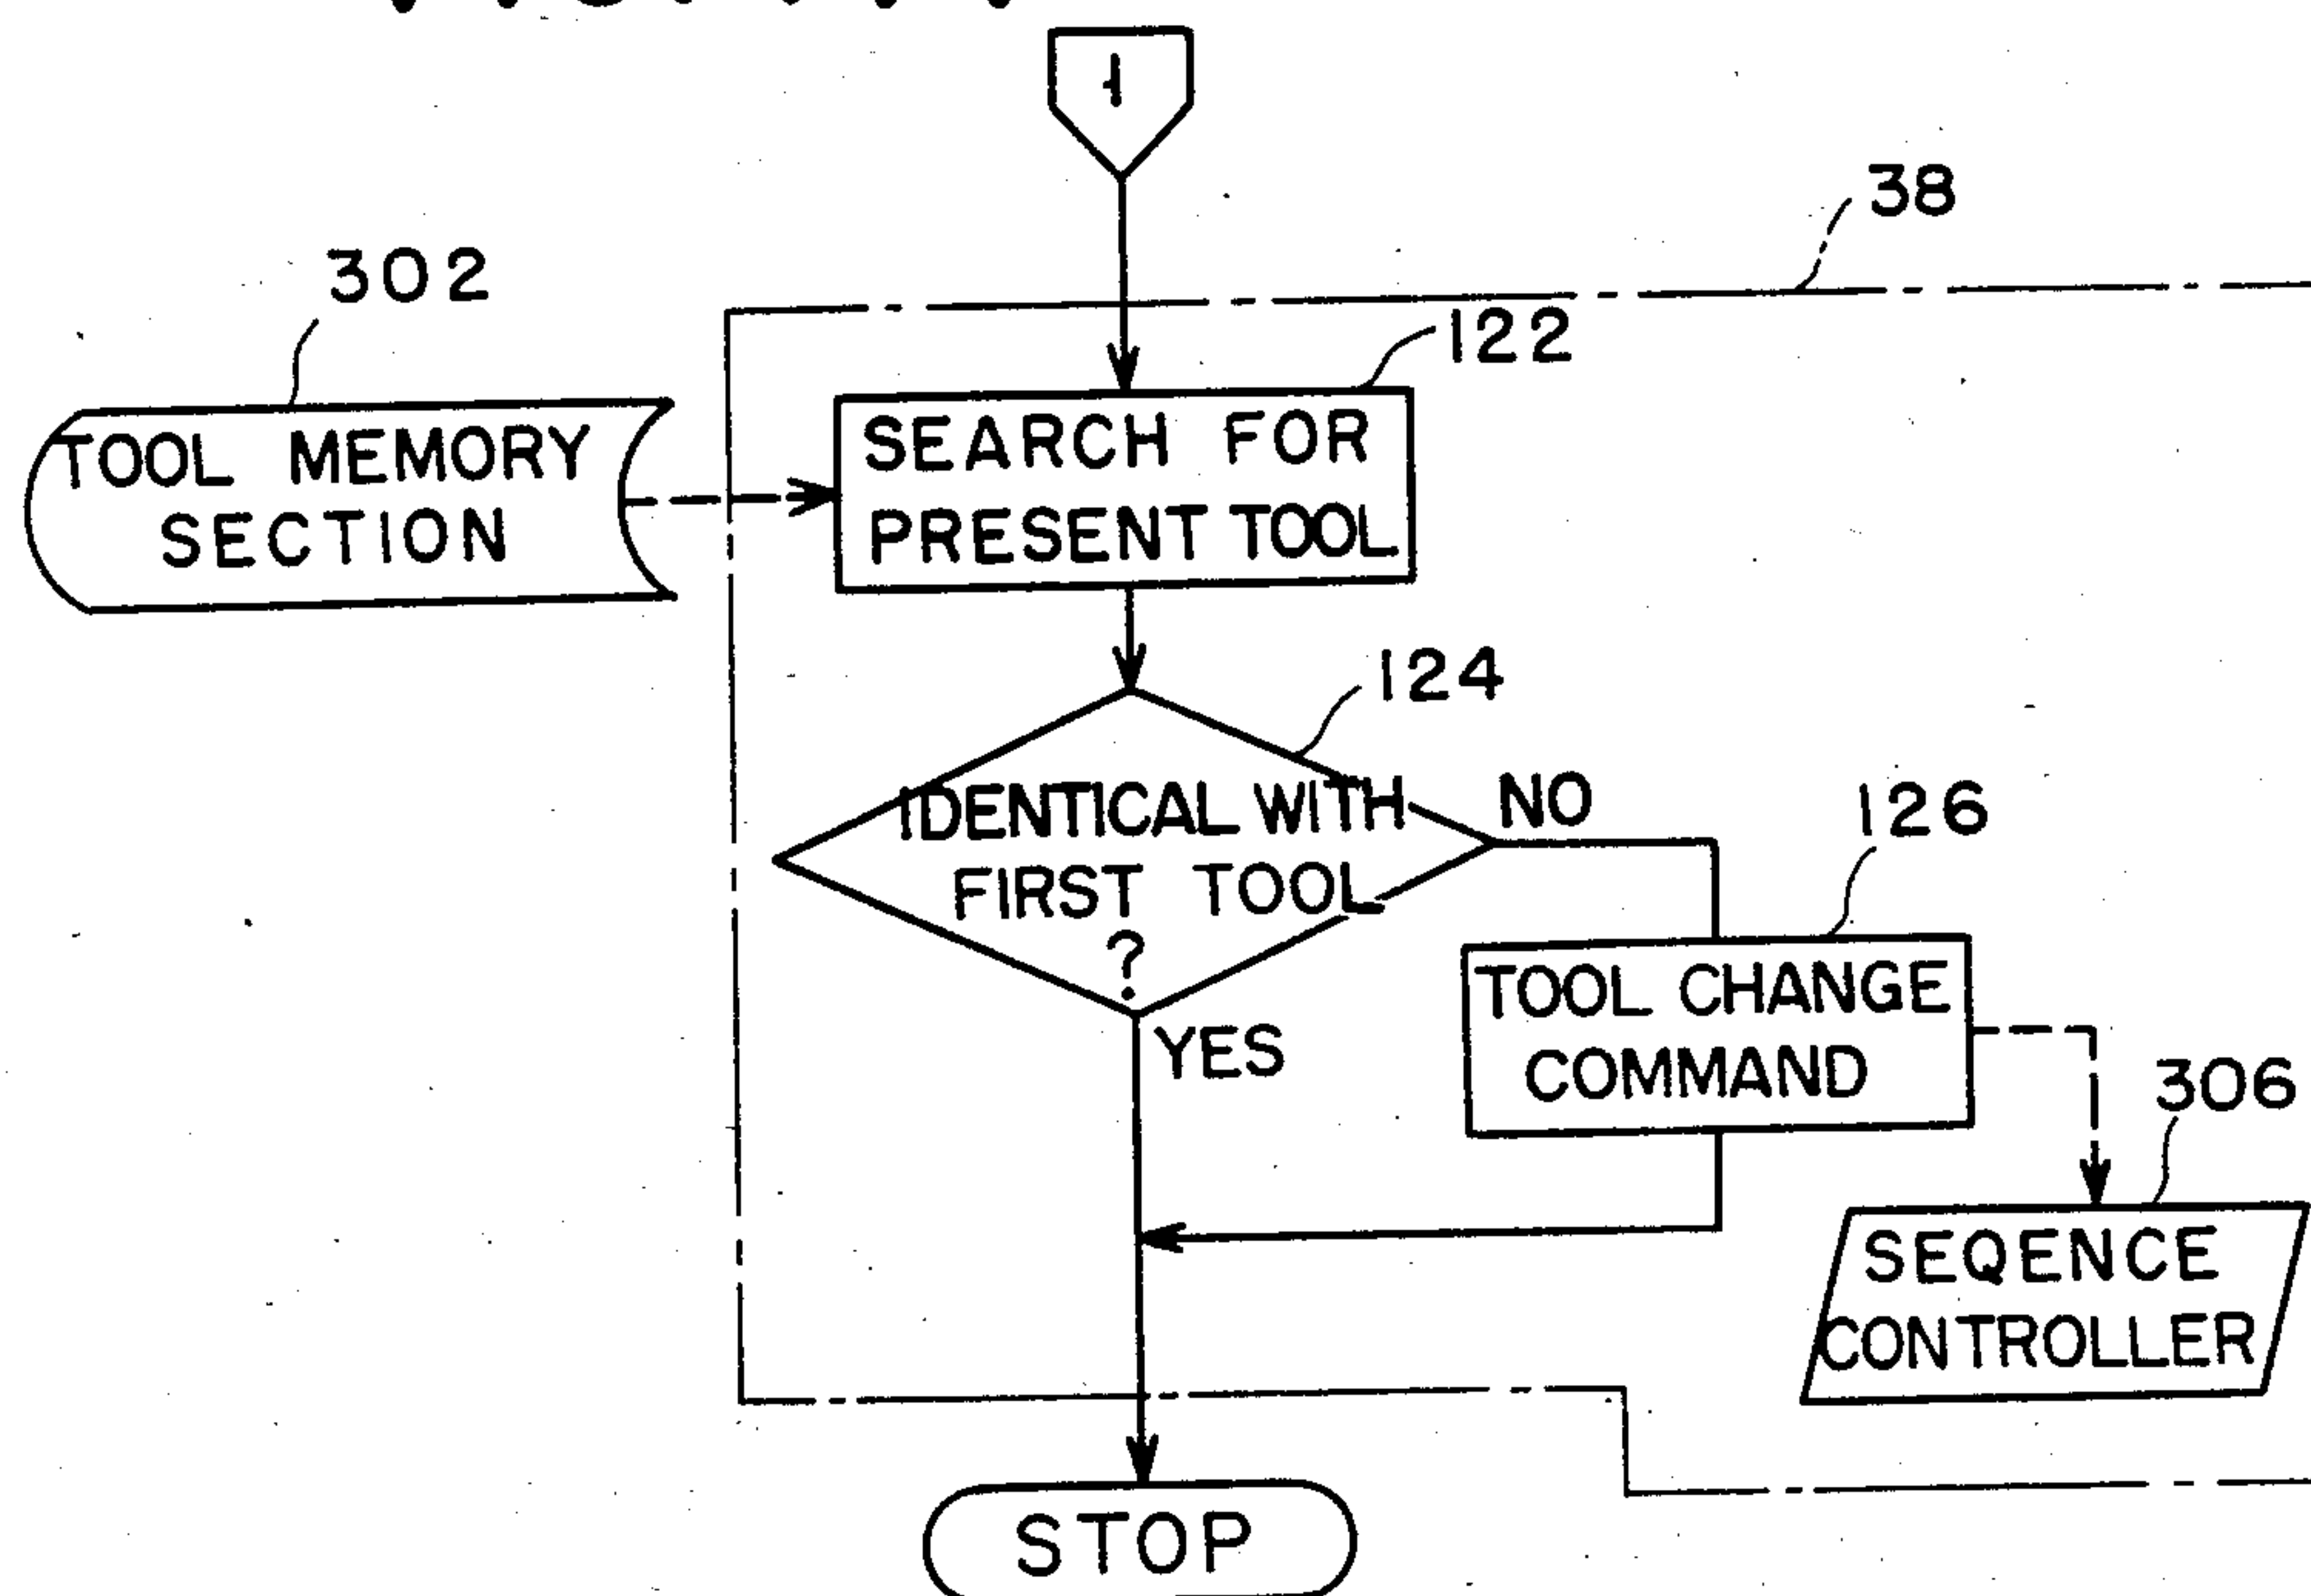 1
38
302
122
TOOL MEMORY
SECTION
SEARCH FOR
PRESENT TOOL
124
IDENTICAL WITH
FIRST TOOL
?
NO
126
YES
TOOL CHANGE
COMMAND
306
SEQENCE
CONTROLLER
STOP